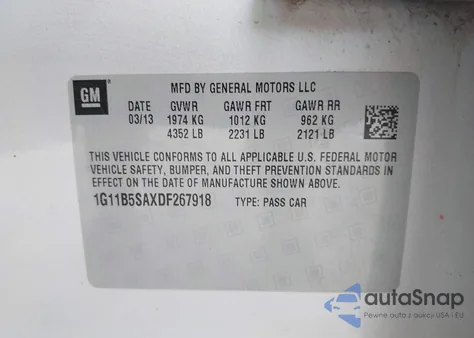 GM
MFD BY GENERAL MOTORS LLC
DATE GVWR GAWR FRT GAWR RR
03/13 1974 KG 1012 KG 962 KG
4352 LB 2231 LB 2121 LB
THIS VEHICLE CONFORMS TO ALL APPLICABLE U.S. FEDERAL MOTOR
VEHICLE SAFETY, BUMPER, AND THEFT PREVENTION STANDARDS
IN EFFECT ON THE DATE OF MANUFACTURE SHOWN ABOVE.
1G11B5SAXDF267918 TYPE: PASS CAR
autoSnap
Pewne auta z aukcji USA i EU